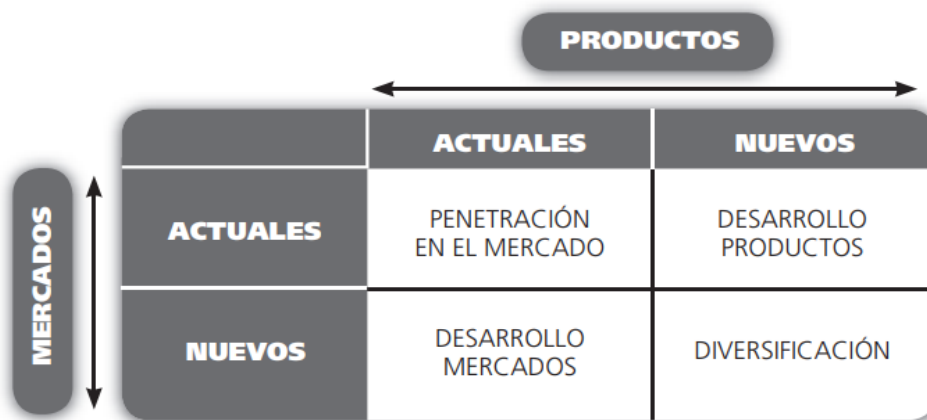 PRODUCTOS
ACTUALES
NUEVOS
MERCADOS
ACTUALES
PENETRACIÓN
EN EL MERCADO
DESARROLLO
PRODUCTOS
NUEVOS
DESARROLLO
MERCADOS
DIVERSIFICACIÓN